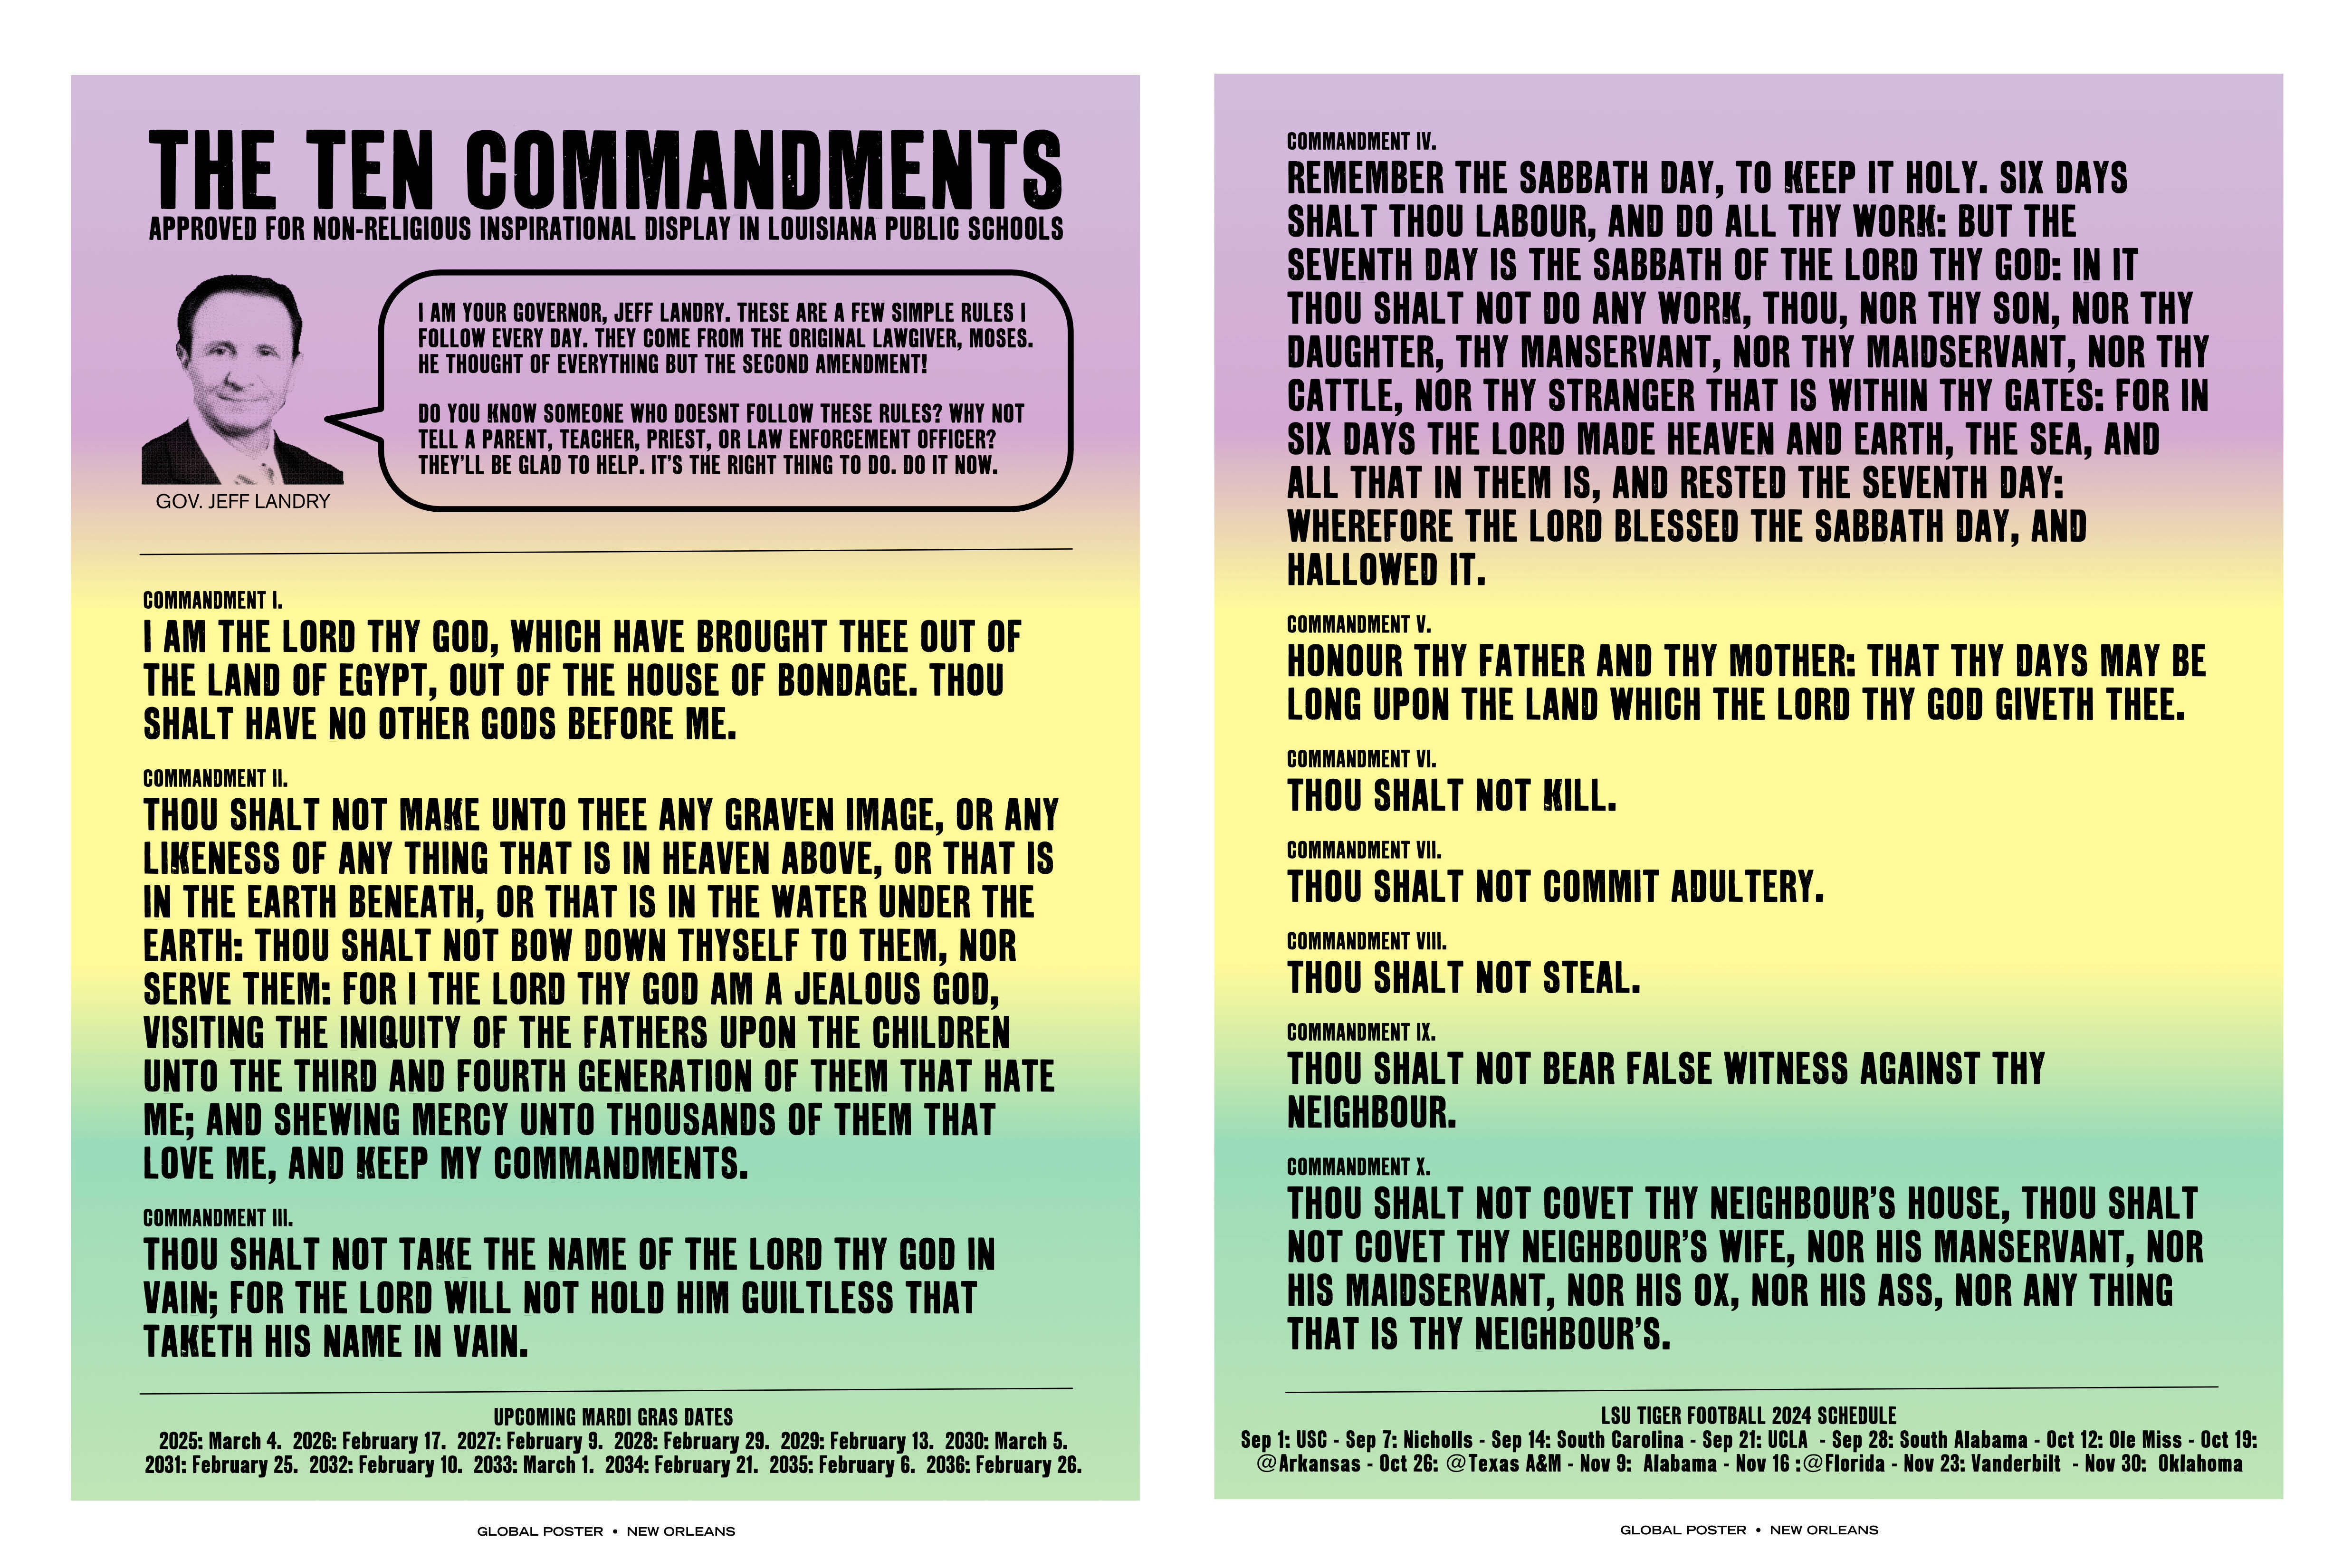 THE TEN COMMANDMENTS
APPROVED FOR NON-RELIGIOUS INSPIRATIONAL DISPLAY IN LOUISIANA PUBLIC SCHOOLS
I AM YOUR GOVERNOR, JEFF LANDRY. THESE ARE A FEW SIMPLE RULES I
FOLLOW EVERY DAY. THEY COME FROM THE ORIGINAL LAWGIVER, MOSES.
HE THOUGHT OF EVERYTHING BUT THE SECOND AMENDMENT!
DO YOU KNOW SOMEONE WHO DOESNT FOLLOW THESE RULES? WHY NOT
TELL A PARENT, TEACHER, PRIEST, OR LAW ENFORCEMENT OFFICER?
THEY'LL BE GLAD TO HELP. IT'S THE RIGHT THING TO DO. DO IT NOW.
GOV. JEFF LANDRY
COMMANDMENT I.
I AM THE LORD THY GOD, WHICH HAVE BROUGHT THEE OUT OF
THE LAND OF EGYPT, OUT OF THE HOUSE OF BONDAGE. THOU
SHALT HAVE NO OTHER GODS BEFORE ME.
COMMANDMENT II.
THOU SHALT NOT MAKE UNTO THEE ANY GRAVEN IMAGE, OR ANY
LIKENESS OF ANY THING THAT IS IN HEAVEN ABOVE, OR THAT IS
IN THE EARTH BENEATH, OR THAT IS IN THE WATER UNDER THE
EARTH: THOU SHALT NOT BOW DOWN THYSELF TO THEM, NOR
SERVE THEM: FOR I THE LORD THY GOD AM A JEALOUS GOD,
VISITING THE INIQUITY OF THE FATHERS UPON THE CHILDREN
UNTO THE THIRD AND FOURTH GENERATION OF THEM THAT HATE
ME; AND SHEWING MERCY UNTO THOUSANDS OF THEM THAT
LOVE ME, AND KEEP MY COMMANDMENTS.
COMMANDMENT III.
THOU SHALT NOT TAKE THE NAME OF THE LORD THY GOD IN
VAIN; FOR THE LORD WILL NOT HOLD HIM GUILTLESS THAT
TAKETH HIS NAME IN VAIN.
UPCOMING MARDI GRAS DATES
2025: March 4. 2026: February 17. 2027: February 9. 2028: February 29. 2029: February 13. 2030: March 5.
2031: February 25. 2032: February 10. 2033: March 1. 2034: February 21. 2035: February 6. 2036: February 26.
GLOBAL POSTER • NEW ORLEANS
COMMANDMENT IV.
REMEMBER THE SABBATH DAY, TO KEEP IT HOLY. SIX DAYS
SHALT THOU LABOUR, AND DO ALL THY WORK: BUT THE
SEVENTH DAY IS THE SABBATH OF THE LORD THY GOD: IN IT
THOU SHALT NOT DO ANY WORK, THOU, NOR THY SON, NOR THY
DAUGHTER, THY MANSERVANT, NOR THY MAIDSERVANT, NOR THY
CATTLE, NOR THY STRANGER THAT IS WITHIN THY GATES: FOR IN
SIX DAYS THE LORD MADE HEAVEN AND EARTH, THE SEA, AND
ALL THAT IN THEM IS, AND RESTED THE SEVENTH DAY:
WHEREFORE THE LORD BLESSED THE SABBATH DAY, AND
HALLOWED IT.
COMMANDMENT V.
HONOUR THY FATHER AND THY MOTHER: THAT THY DAYS MAY BE
LONG UPON THE LAND WHICH THE LORD THY GOD GIVETH THEE.
COMMANDMENT VI.
THOU SHALT NOT KILL.
COMMANDMENT VII.
THOU SHALT NOT COMMIT ADULTERY.
COMMANDMENT VIII.
THOU SHALT NOT STEAL.
COMMANDMENT IX.
THOU SHALT NOT BEAR FALSE WITNESS AGAINST THY
NEIGHBOUR.
COMMANDMENT X.
THOU SHALT NOT COVET THY NEIGHBOUR'S HOUSE, THOU SHALT
NOT COVET THY NEIGHBOUR'S WIFE, NOR HIS MANSERVANT, NOR
HIS MAIDSERVANT, NOR HIS OX, NOR HIS ASS, NOR ANY THING
THAT IS THY NEIGHBOUR'S.
LSU TIGER FOOTBALL 2024 SCHEDULE
Sep 1: USC - Sep 7: Nicholls - Sep 14: South Carolina - Sep 21: UCLA - Sep 28: South Alabama - Oct 12: Ole Miss - Oct 19:
@Arkansas - Oct 26: @Texas A&M - Nov 9: Alabama - Nov 16 :@Florida - Nov 23: Vanderbilt - Nov 30: Oklahoma
GLOBAL POSTER • NEW ORLEANS